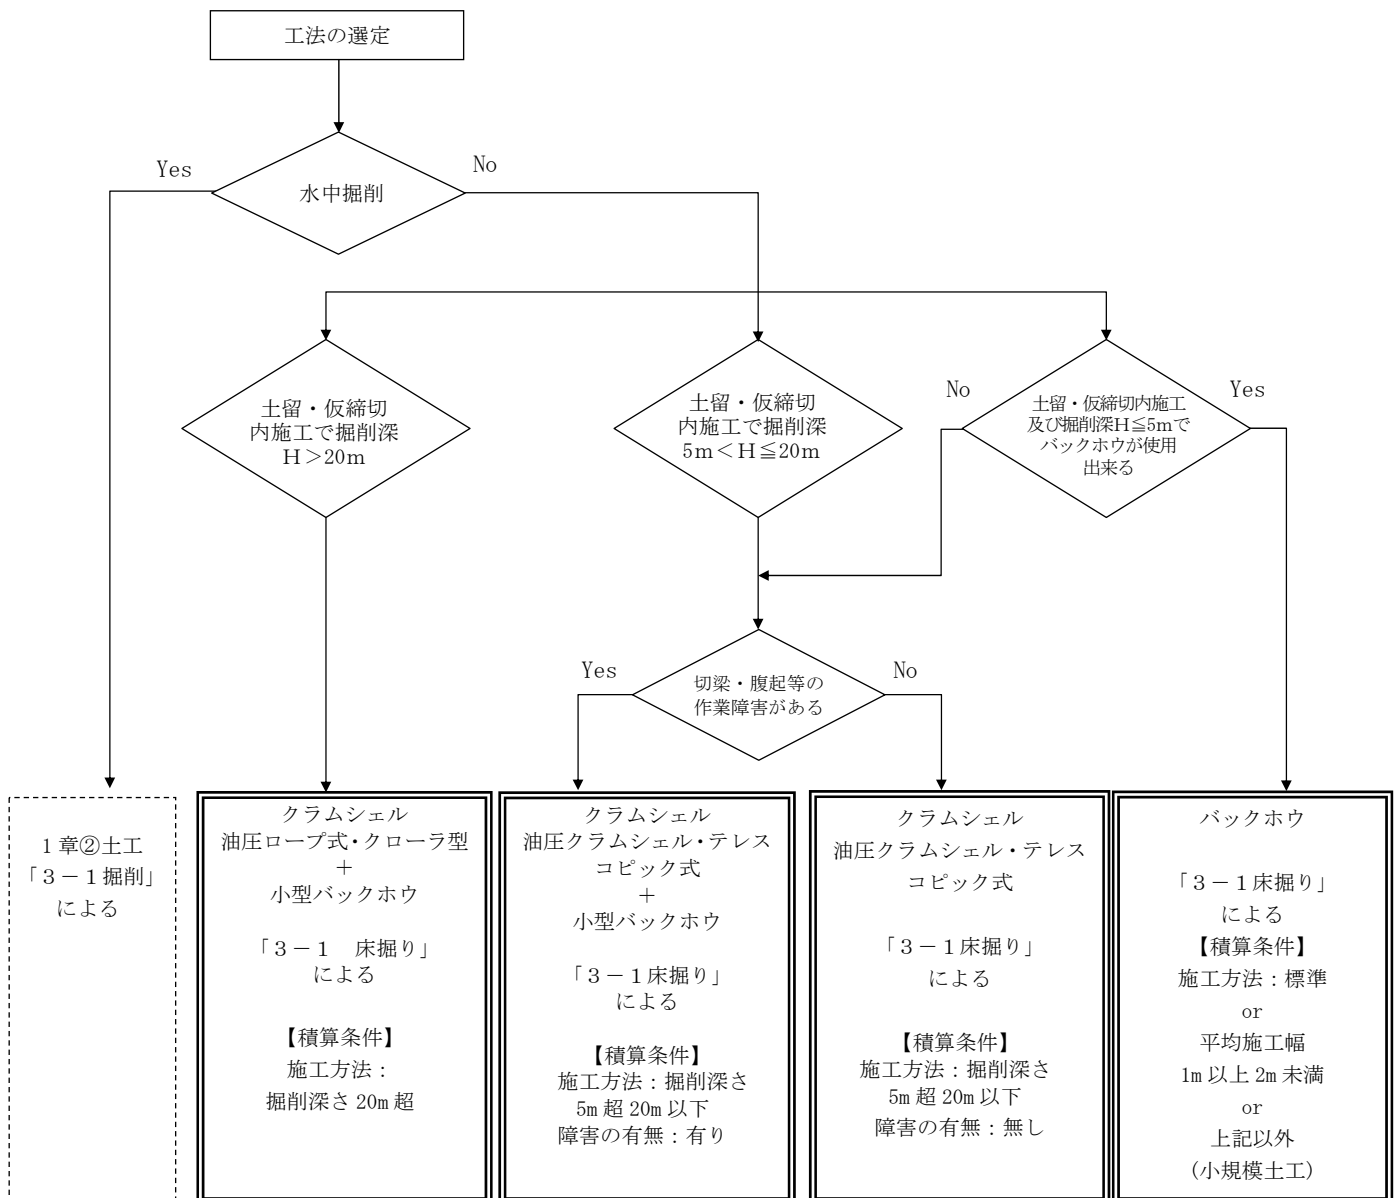 工法の選定
Yes
No
水中掘削
土留・仮締切
内施工で掘削深
H>20m
土留・仮締切
内施工で掘削深
5m<H≦20m
No
Yes
土留・仮締切内施工
及び掘削深H≦5mで
バックホウが使用
出来る
Yes
No
切梁・腹起等の
作業障害がある
1章②土工
「3-1掘削」
による
クラムシェル
油圧ロープ式・クローラ型
+
小型バックホウ
「3-1 床掘り」
による
【積算条件】
施工方法:
掘削深さ20m超
クラムシェル
油圧クラムシェル・テレス
コピック式
+
小型バックホウ
「3-1床掘り」
による
【積算条件】
施工方法:掘削深さ
5m超20m以下
障害の有無:有り
クラムシェル
油圧クラムシェル・テレス
コピック式
「3-1床掘り」
による
【積算条件】
施工方法:掘削深さ
5m超20m以下
障害の有無:無し
バックホウ
「3-1床掘り」
による
【積算条件】
施工方法:標準
or
平均施工幅
1m以上2m未満
or
上記以外
(小規模土工)